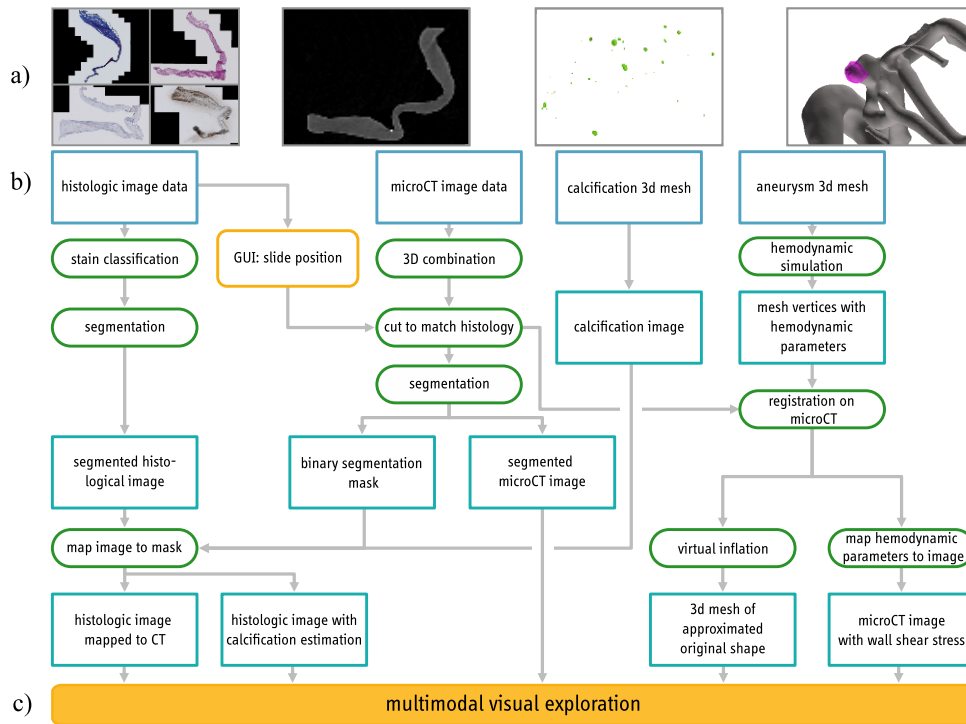 a)
b)
histologic image data
microCT image data
calcification 3d mesh
aneurysm 3d mesh
stain classification
GUI: slide position
3D combination
hemodynamic
simulation
segmentation
cut to match histology
calcification image
mesh vertices with
hemodynamic
parameters
segmentation
registration on
microCT
segmented histo-
logical image
binary segmentation
mask
segmented
microCT image
map image to mask
virtual inflation
map hemodynamic
parameters to image
histologic image
mapped to CT
histologic image with
calcification estimation
3d mesh of
approximated
original shape
microCT image
with wall shear stress
c)
multimodal visual exploration